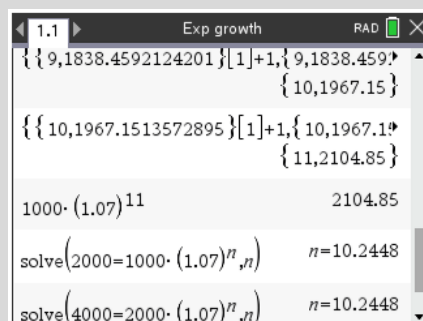 1.1 Exp growth RAD
{{9,1838.4592124201}[1]+1,{9,1838.459
{10,1967.15}
{{10,1967.1513572895}[1]+1,{10,1967.1
{11,2104.85}
1000·(1.07)^11 2104.85
solve(2000=1000·(1.07)^n,n) n=10.2448
solve(4000=2000·(1.07)^n,n) n=10.2448